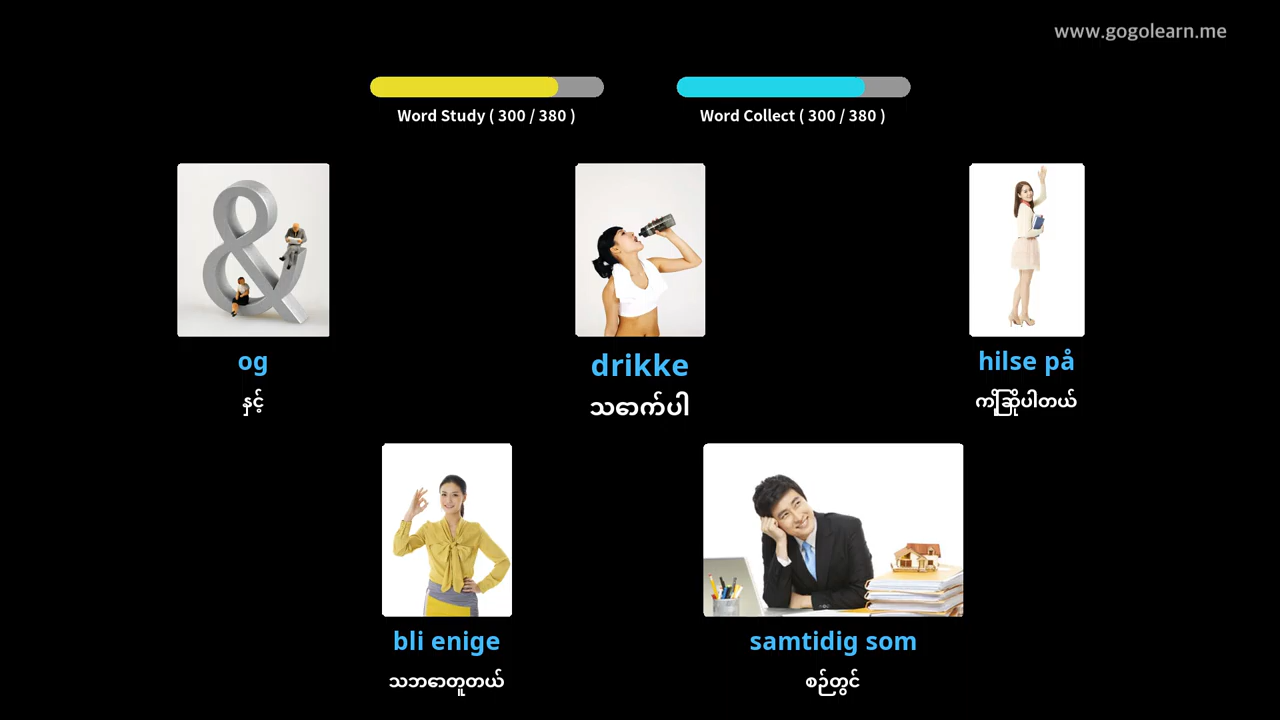 www.gogolearn.me
Word Study ( 300 / 380 )
Word Collect ( 300 / 380 )
&
og
နှင့်
drikke
သောက်ပါ
hilse på
ကြိုဆိုပါတယ်
bli enige
သဘောတူတယ်
samtidig som
စဉ်တွင်